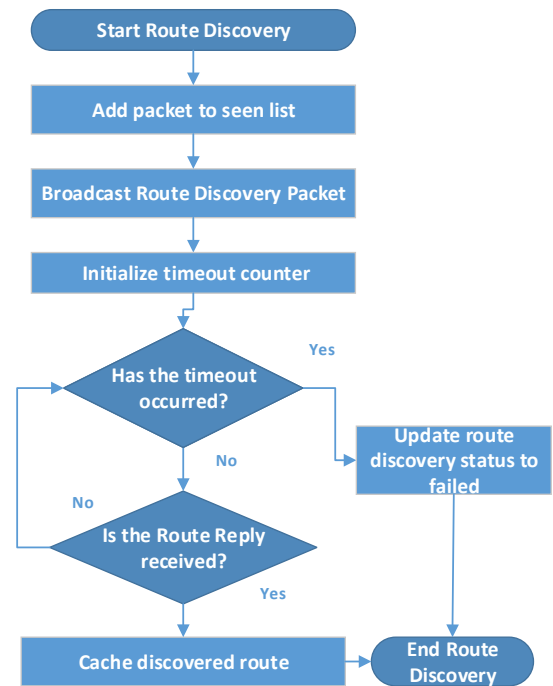 Start Route Discovery
Add packet to seen list
Broadcast Route Discovery Packet
Initialize timeout counter
Yes
Has the timeout
occurred?
Update route
discovery status to
failed
No
No
Is the Route Reply
received?
Yes
Cache discovered route
End Route
Discovery